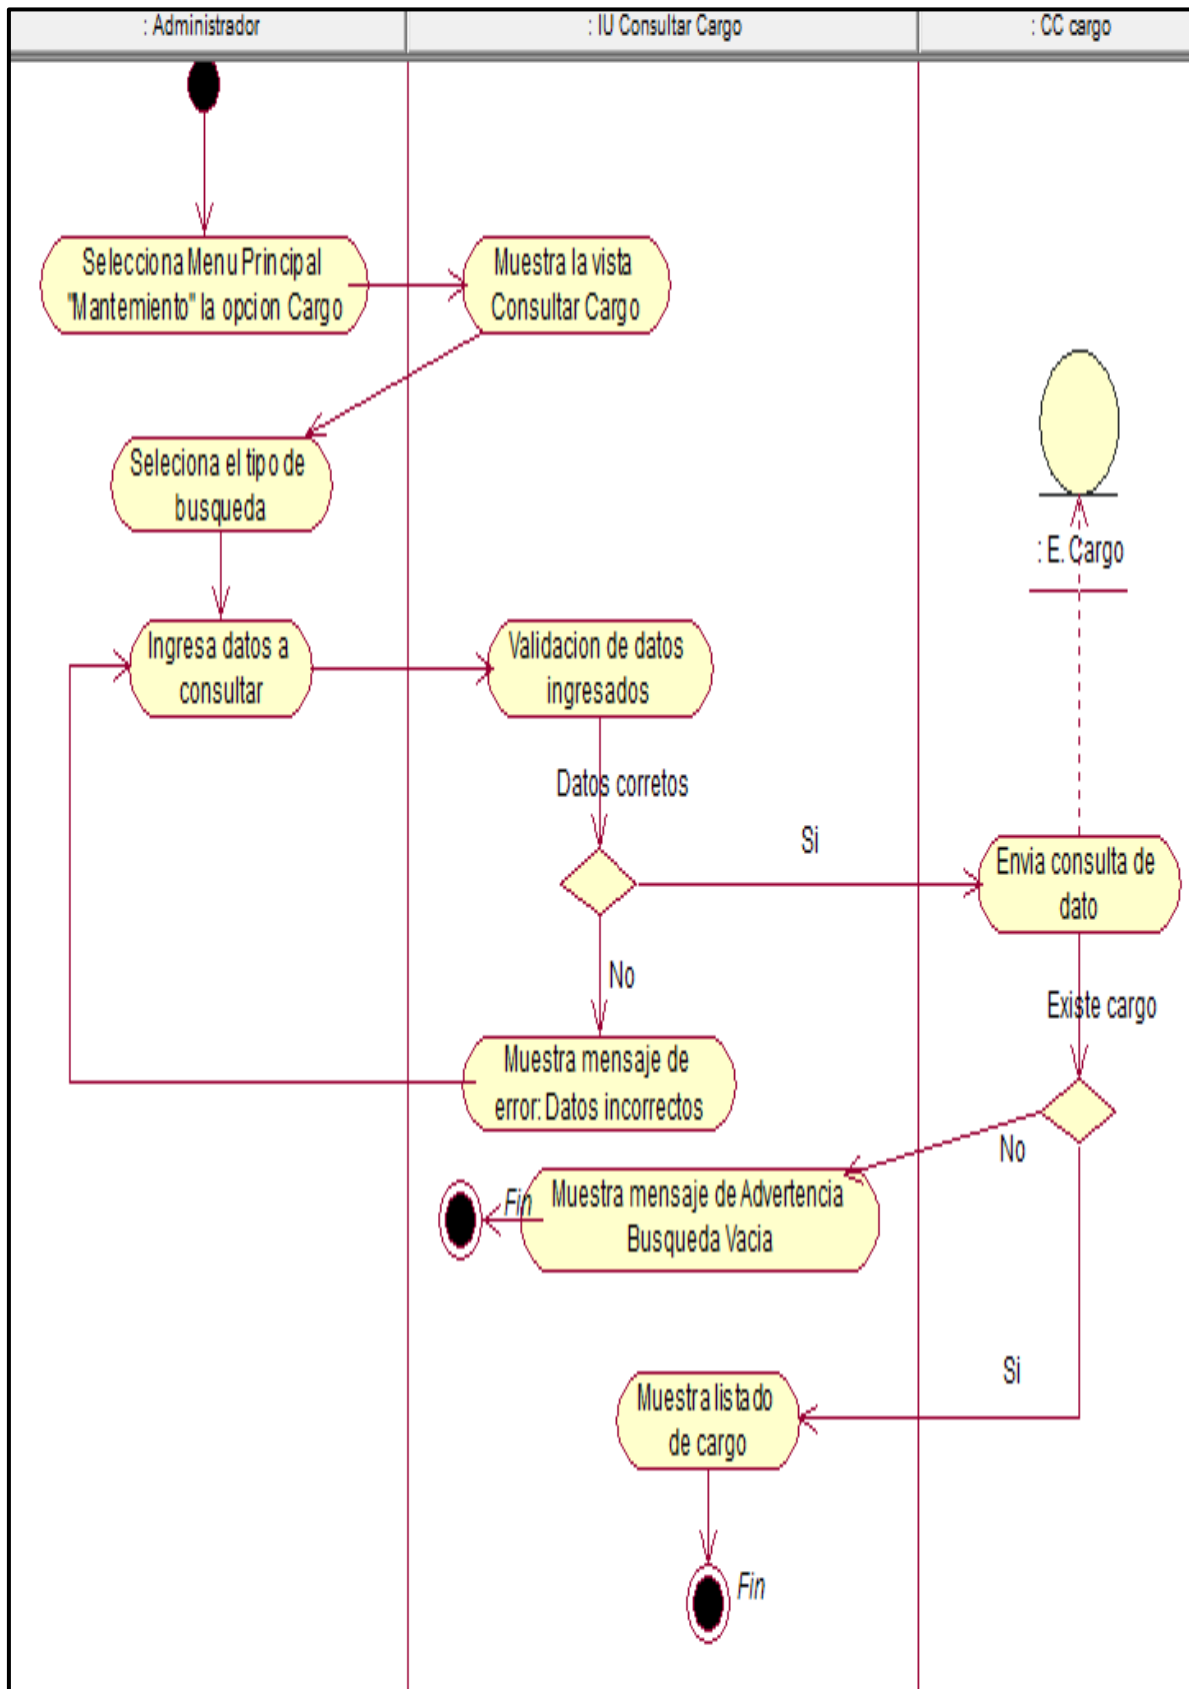 : Administrador
: IU Consultar Cargo
: CC cargo
Selecciona Menu Principal
"Mantemiento" la opcion Cargo
Muestra la vista
Consultar Cargo
Seleciona el tipo de
busqueda
: E. Cargo
Ingresa datos a
consultar
Validacion de datos
ingresados
Datos corretos
Si
Envia consulta de
dato
No
Existe cargo
Muestra mensaje de
error: Datos incorrectos
No
Fin
Muestra mensaje de Advertencia
Busqueda Vacia
Si
Muestra listado
de cargo
Fin